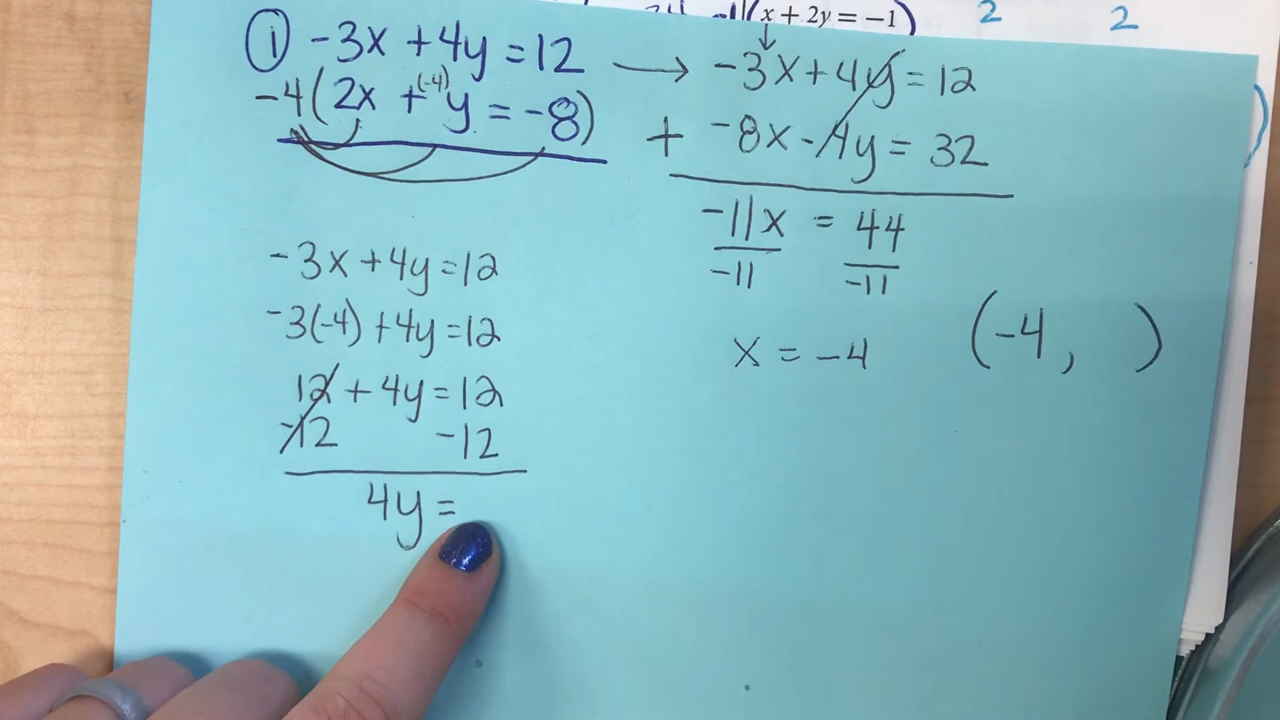 x + 2y = −1)
2
2
① -3x + 4y = 12
-4(2x + (-4) y = -8)
-3x + 4y = 12
+ -8x - 4y = 32
-11x = 44
-11 -11
x = -4
(-4, )
-3x + 4y = 12
-3(-4) + 4y = 12
12 + 4y = 12
-12 -12
4y =